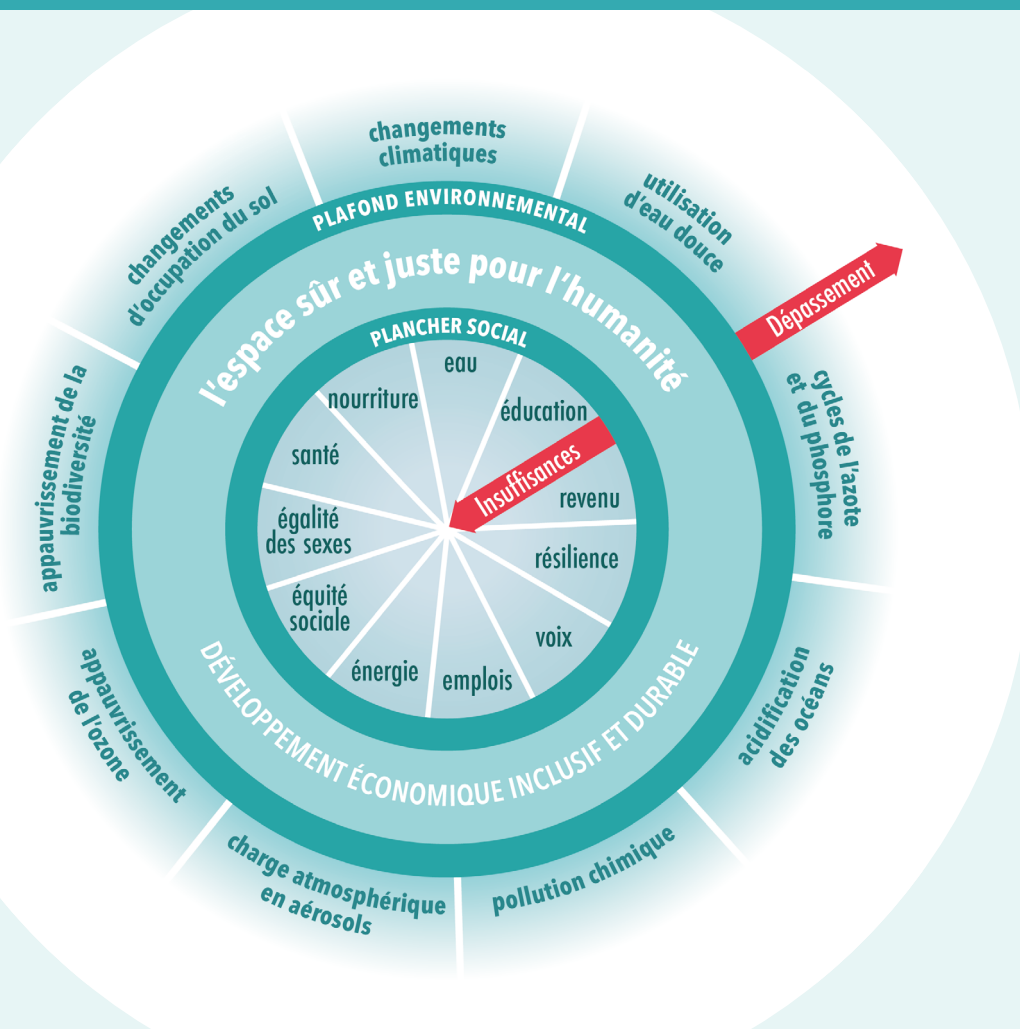 changements
climatiques
utilisation
d'eau douce
Dépassement
cycles de l'azote
et du phosphore
acidification
des océans
pollution chimique
charge atmosphérique
en aérosols
appauvrissement
de l'ozone
appauvrissement de la
biodiversité
changements
d'occupation du sol
PLAFOND ENVIRONNEMENTAL
l'espace sûr et juste pour l'humanité
PLANCHER SOCIAL
eau
éducation
Insuffisances
revenu
résilience
voix
emplois
énergie
équité
sociale
égalité
des sexes
santé
nourriture
DÉVELOPPEMENT ÉCONOMIQUE INCLUSIF ET DURABLE